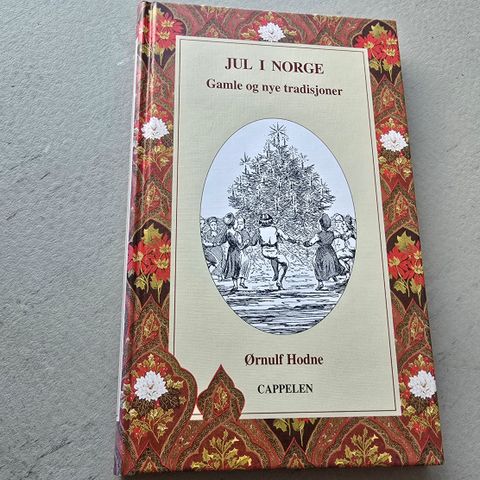 JUL I NORGE
Gamle og nye tradisjoner
Ørnulf Hodne
CAPPELEN